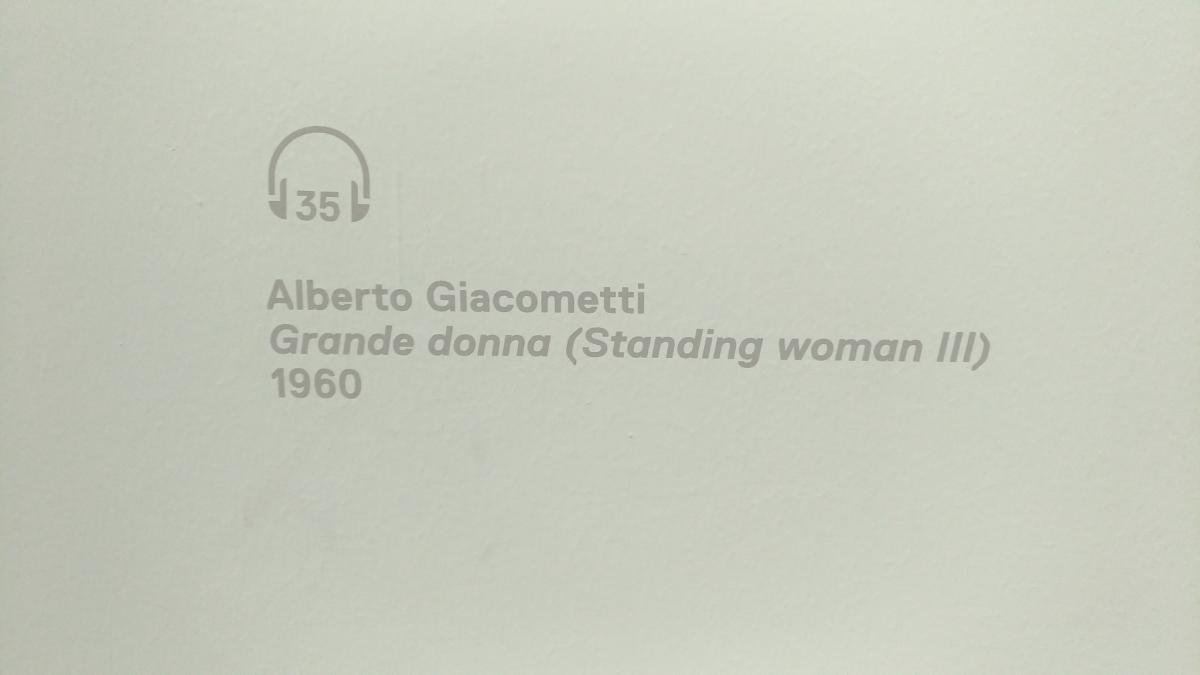 35
Alberto Giacometti
Grande donna (Standing woman III)
1960